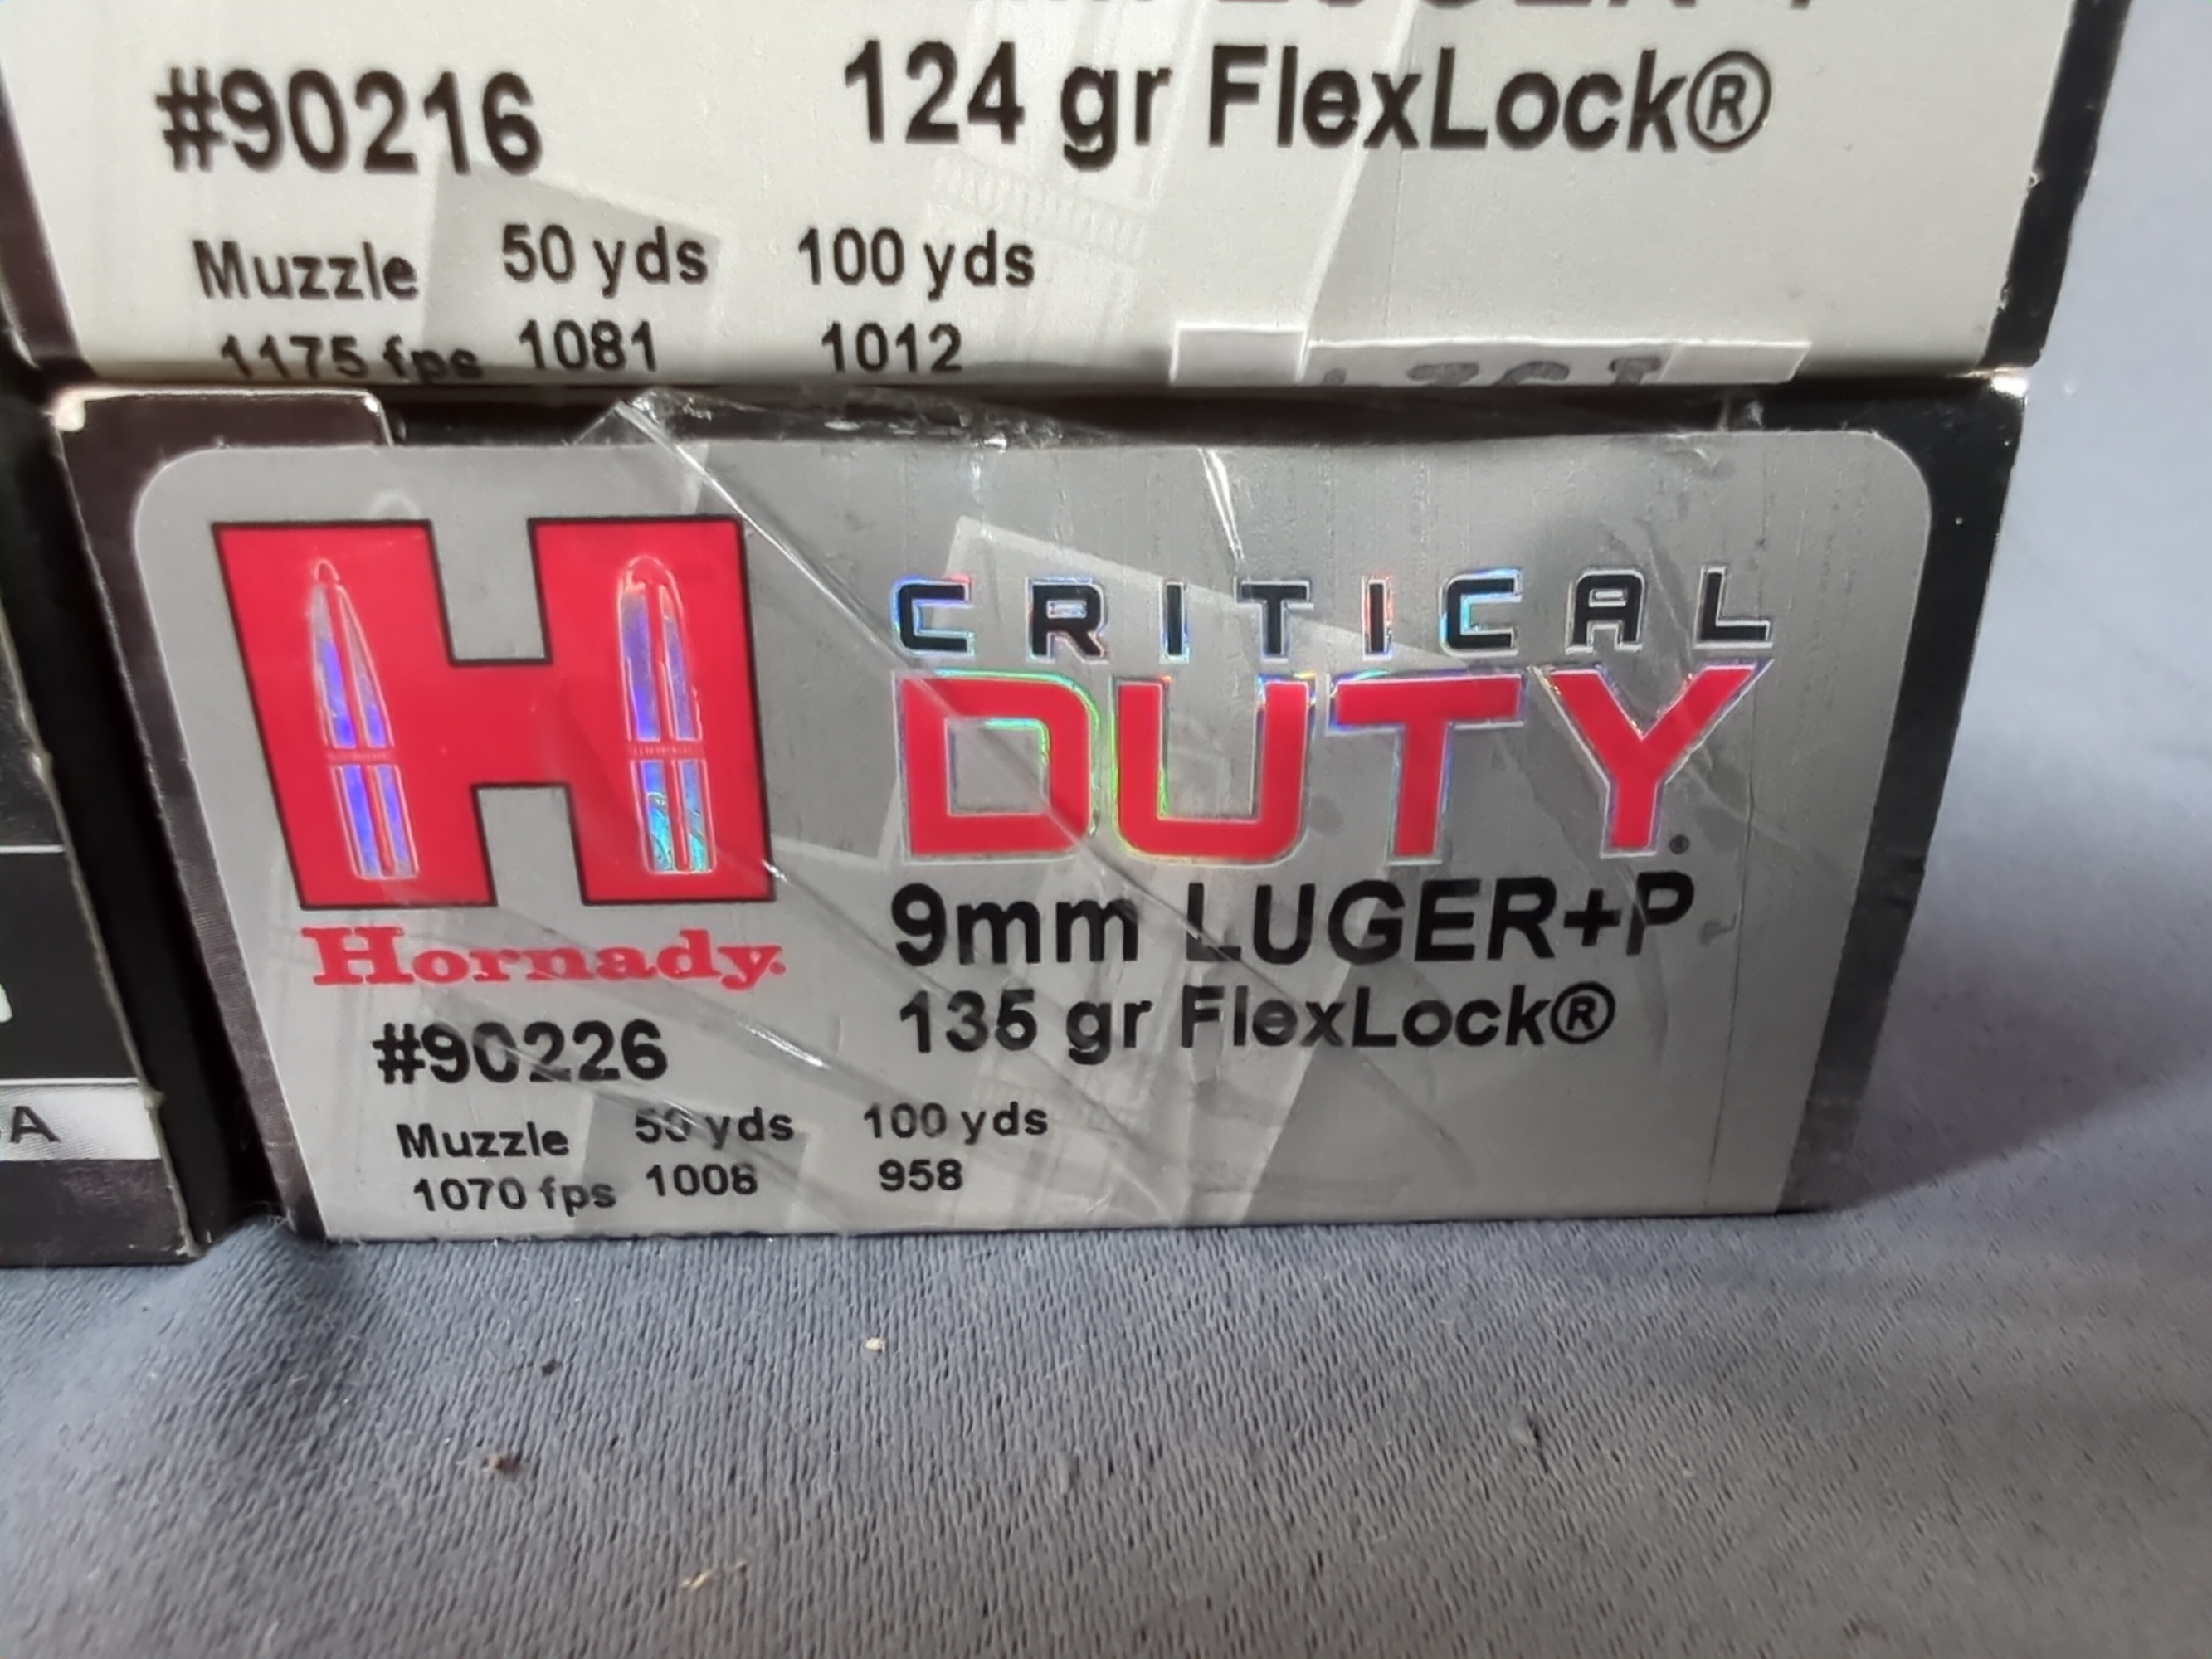 #90216
124 gr FlexLock®
Muzzle 50 yds 100 yds
1175 fps 1081 1012
CRITICAL
DUTY®
Hornady.
9mm LUGER+P
135 gr FlexLock®
#90226
Muzzle 50 yds 100 yds
1070 fps 1008 958